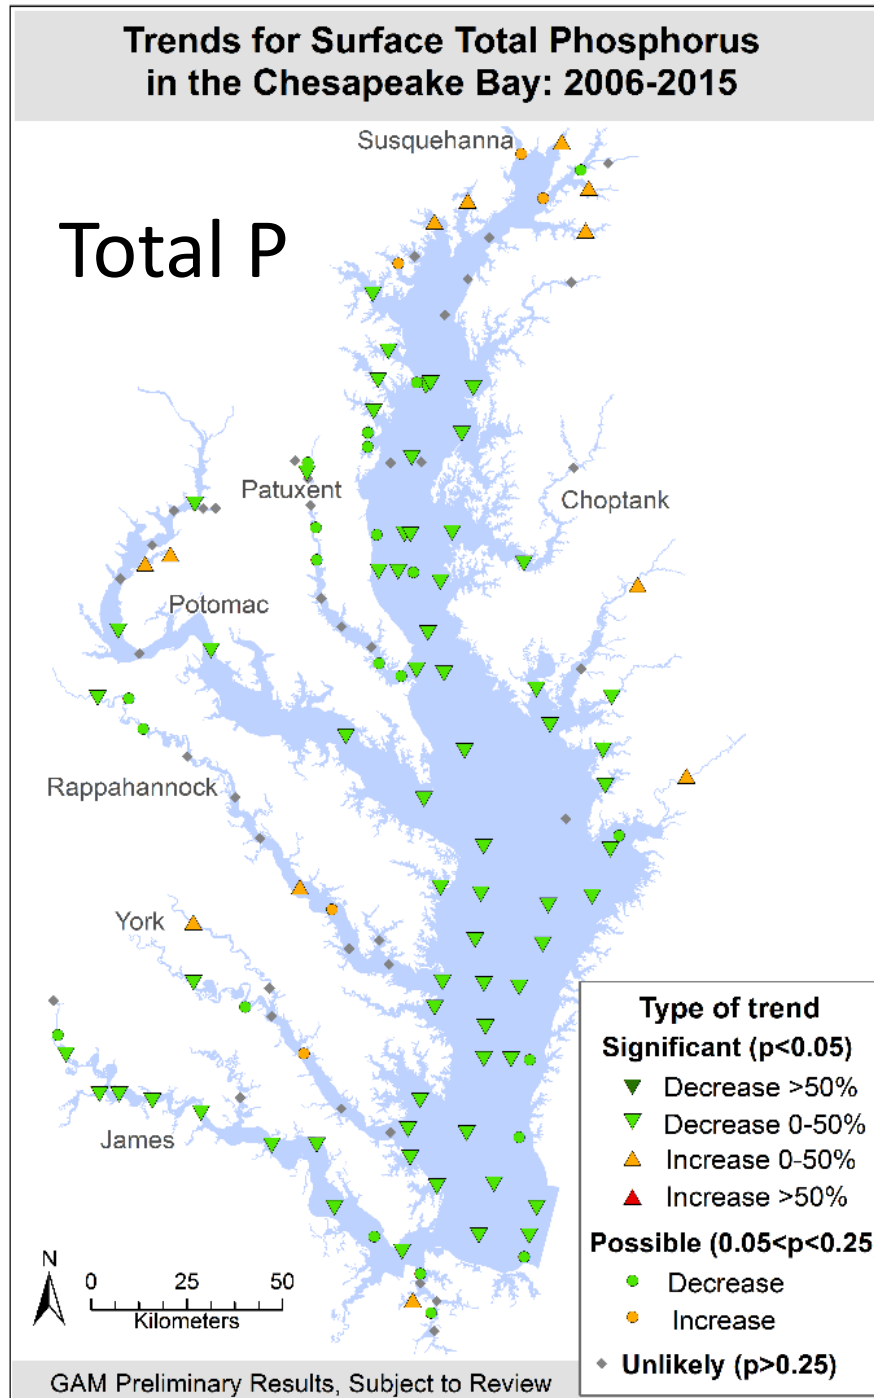 Trends for Surface Total Phosphorus
in the Chesapeake Bay: 2006-2015
Susquehanna
Total P
Patuxent
Choptank
Potomac
Rappahannock
York
James
Type of trend
Significant (p<0.05)
Decrease >50%
Decrease 0-50%
Increase 0-50%
Increase >50%
Possible (0.05<p<0.25
Decrease
Increase
Unlikely (p>0.25)
N
0 25 50
Kilometers
GAM Preliminary Results, Subject to Review